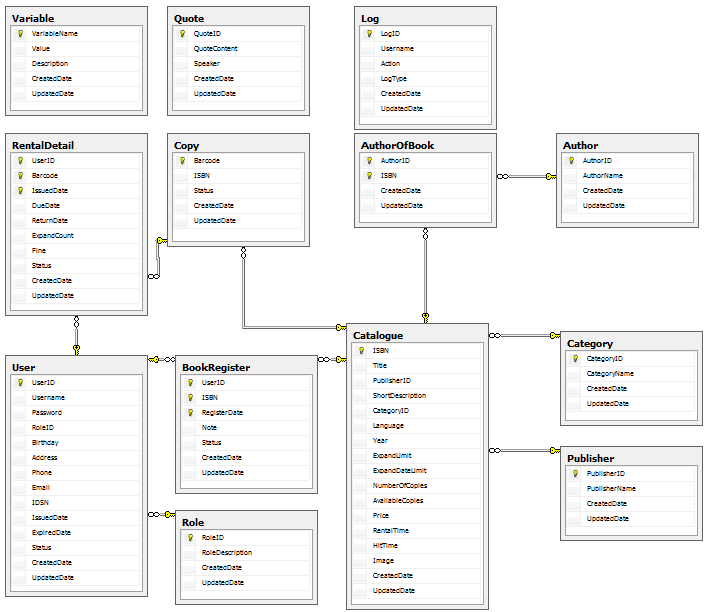 Variable
VariableName
Value
Description
CreatedDate
UpdatedDate
Quote
QuoteID
QuoteContent
Speaker
CreatedDate
UpdatedDate
Log
LogID
Username
Action
LogType
CreatedDate
UpdatedDate
RentalDetail
UserID
Barcode
IssuedDate
DueDate
ReturnDate
ExpandCount
Fine
Status
CreatedDate
UpdatedDate
Copy
Barcode
ISBN
Status
CreatedDate
UpdatedDate
AuthorOfBook
AuthorID
ISBN
CreatedDate
UpdatedDate
Author
AuthorID
AuthorName
CreatedDate
UpdatedDate
User
UserID
Username
Password
RoleID
Birthday
Address
Phone
Email
IDSN
IssuedDate
ExpiredDate
Status
CreatedDate
UpdatedDate
BookRegister
UserID
ISBN
RegisterDate
Note
Status
CreatedDate
UpdatedDate
Role
RoleID
RoleDescription
CreatedDate
UpdatedDate
Catalogue
ISBN
Title
PublisherID
ShortDescription
CategoryID
Language
Year
ExpandLimit
ExpandDateLimit
NumberOfCopies
AvailableCopies
Price
RentalTime
HitTime
Image
CreatedDate
UpdatedDate
Category
CategoryID
CategoryName
CreatedDate
UpdatedDate
Publisher
PublisherID
PublisherName
CreatedDate
UpdatedDate